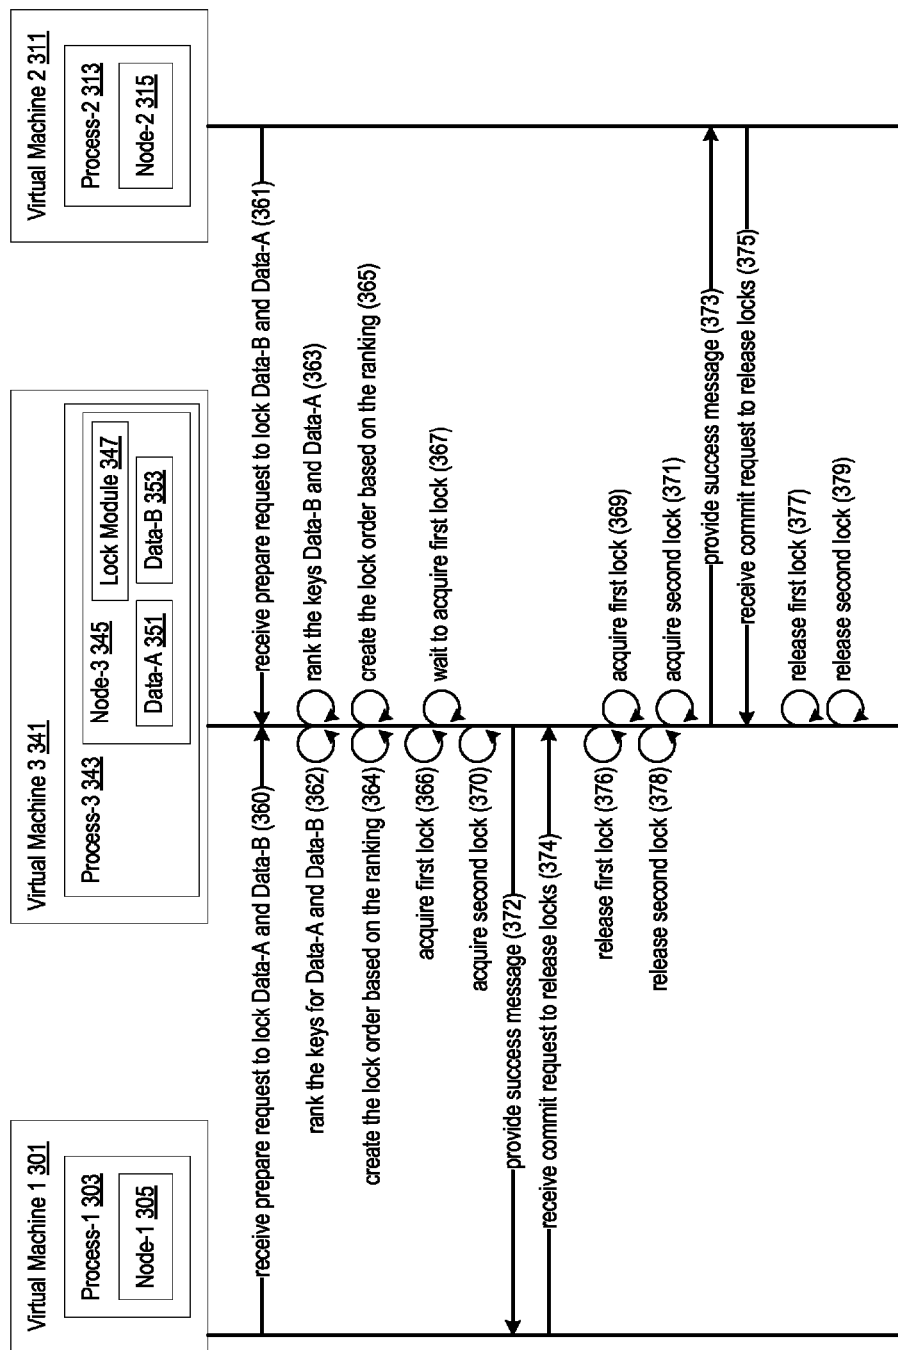 Virtual Machine 1 301
Process-1 303
Node-1 305
Virtual Machine 3 341
Process-3 343
Node-3 345
Lock Module 347
Data-A 351
Data-B 353
Virtual Machine 2 311
Process-2 313
Node-2 315
receive prepare request to lock Data-A and Data-B (360)
receive prepare request to lock Data-B and Data-A (361)
rank the keys for Data-A and Data-B (362)
rank the keys Data-B and Data-A (363)
create the lock order based on the ranking (364)
create the lock order based on the ranking (365)
acquire first lock (366)
wait to acquire first lock (367)
acquire second lock (370)
provide success message (372)
receive commit request to release locks (374)
release first lock (376)
acquire first lock (369)
release second lock (378)
acquire second lock (371)
provide success message (373)
receive commit request to release locks (375)
release first lock (377)
release second lock (379)